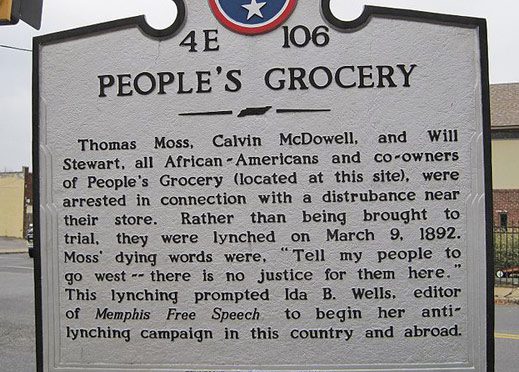 4E 106
PEOPLE'S GROCERY
Thomas Moss, Calvin McDowell, and Will
Stewart, all African-Americans and co-owners
of People's Grocery (located at this site), were
arrested in connection with a distrubance near
their store. Rather than being brought to
trial, they were lynched on March 9, 1892.
Moss' dying words were, "Tell my people to
go west -- there is no justice for them here."
This lynching prompted Ida B. Wells, editor
of Memphis Free Speech to begin her anti-
lynching campaign in this country and abroad.